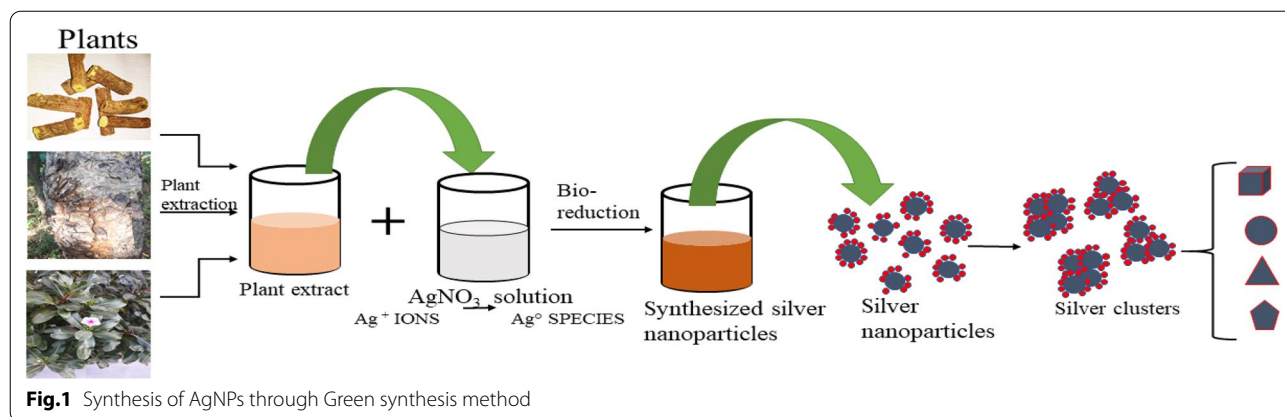 Plants
Plant
extraction
Plant extract
AgNO₃ solution
Ag⁺ IONS → Ag° SPECIES
Bio-
reduction
Synthesized silver
nanoparticles
Silver
nanoparticles
Silver clusters
Fig.1 Synthesis of AgNPs through Green synthesis method